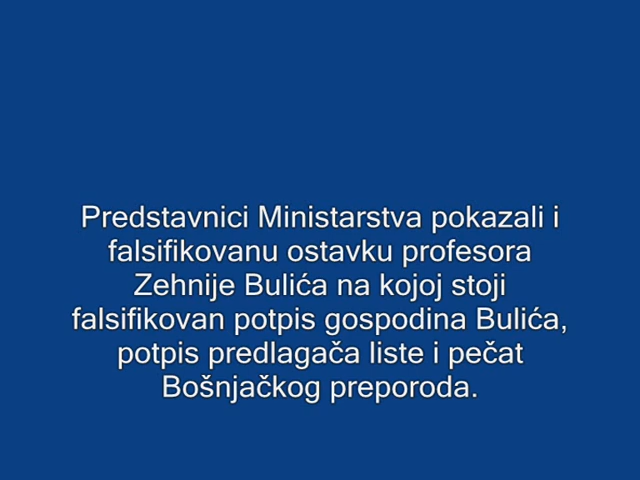 Predstavnici Ministarstva pokazali i
falsifikovanu ostavku profesora
Zehnije Bulića na kojoj stoji
falsifikovan potpis gospodina Bulića,
potpis predlagača liste i pečat
Bošnjačkog preporoda.